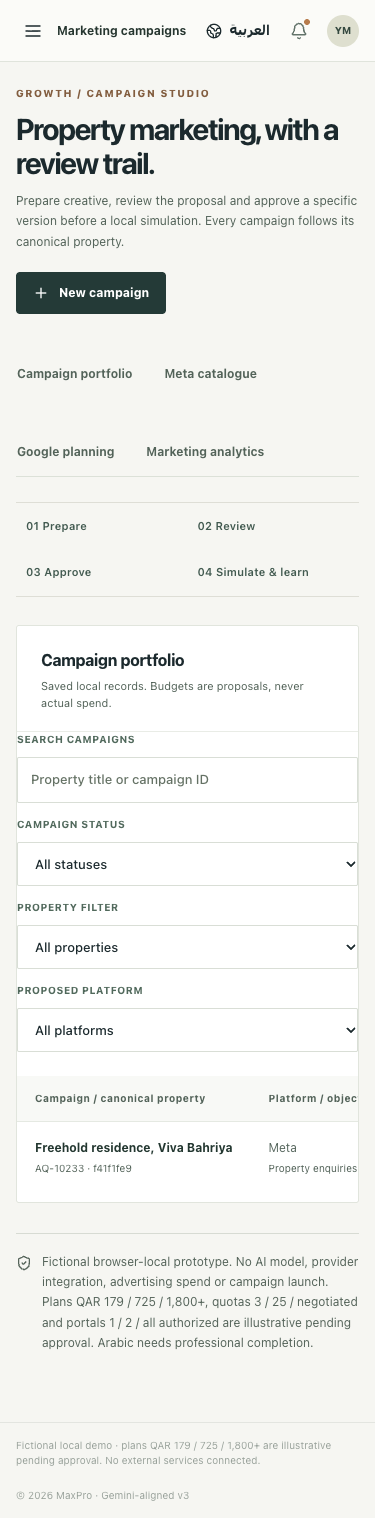 Marketing campaigns
العربية
YM
GROWTH / CAMPAIGN STUDIO
Property marketing, with a
review trail.
Prepare creative, review the proposal and approve a specific
version before a local simulation. Every campaign follows its
canonical property.
New campaign
Campaign portfolio Meta catalogue
Google planning Marketing analytics
01 Prepare 02 Review
03 Approve 04 Simulate & learn
Campaign portfolio
Saved local records. Budgets are proposals, never
actual spend.
SEARCH CAMPAIGNS
Property title or campaign ID
CAMPAIGN STATUS
All statuses
PROPERTY FILTER
All properties
PROPOSED PLATFORM
All platforms
Campaign / canonical property Platform / objec
Freehold residence, Viva Bahriya Meta
AQ-10233 · f41f1fe9 Property enquiries
Fictional browser-local prototype. No AI model, provider
integration, advertising spend or campaign launch.
Plans QAR 179 / 725 / 1,800+, quotas 3 / 25 / negotiated
and portals 1 / 2 / all authorized are illustrative pending
approval. Arabic needs professional completion.
Fictional local demo · plans QAR 179 / 725 / 1,800+ are illustrative
pending approval. No external services connected.
© 2026 MaxPro · Gemini-aligned v3